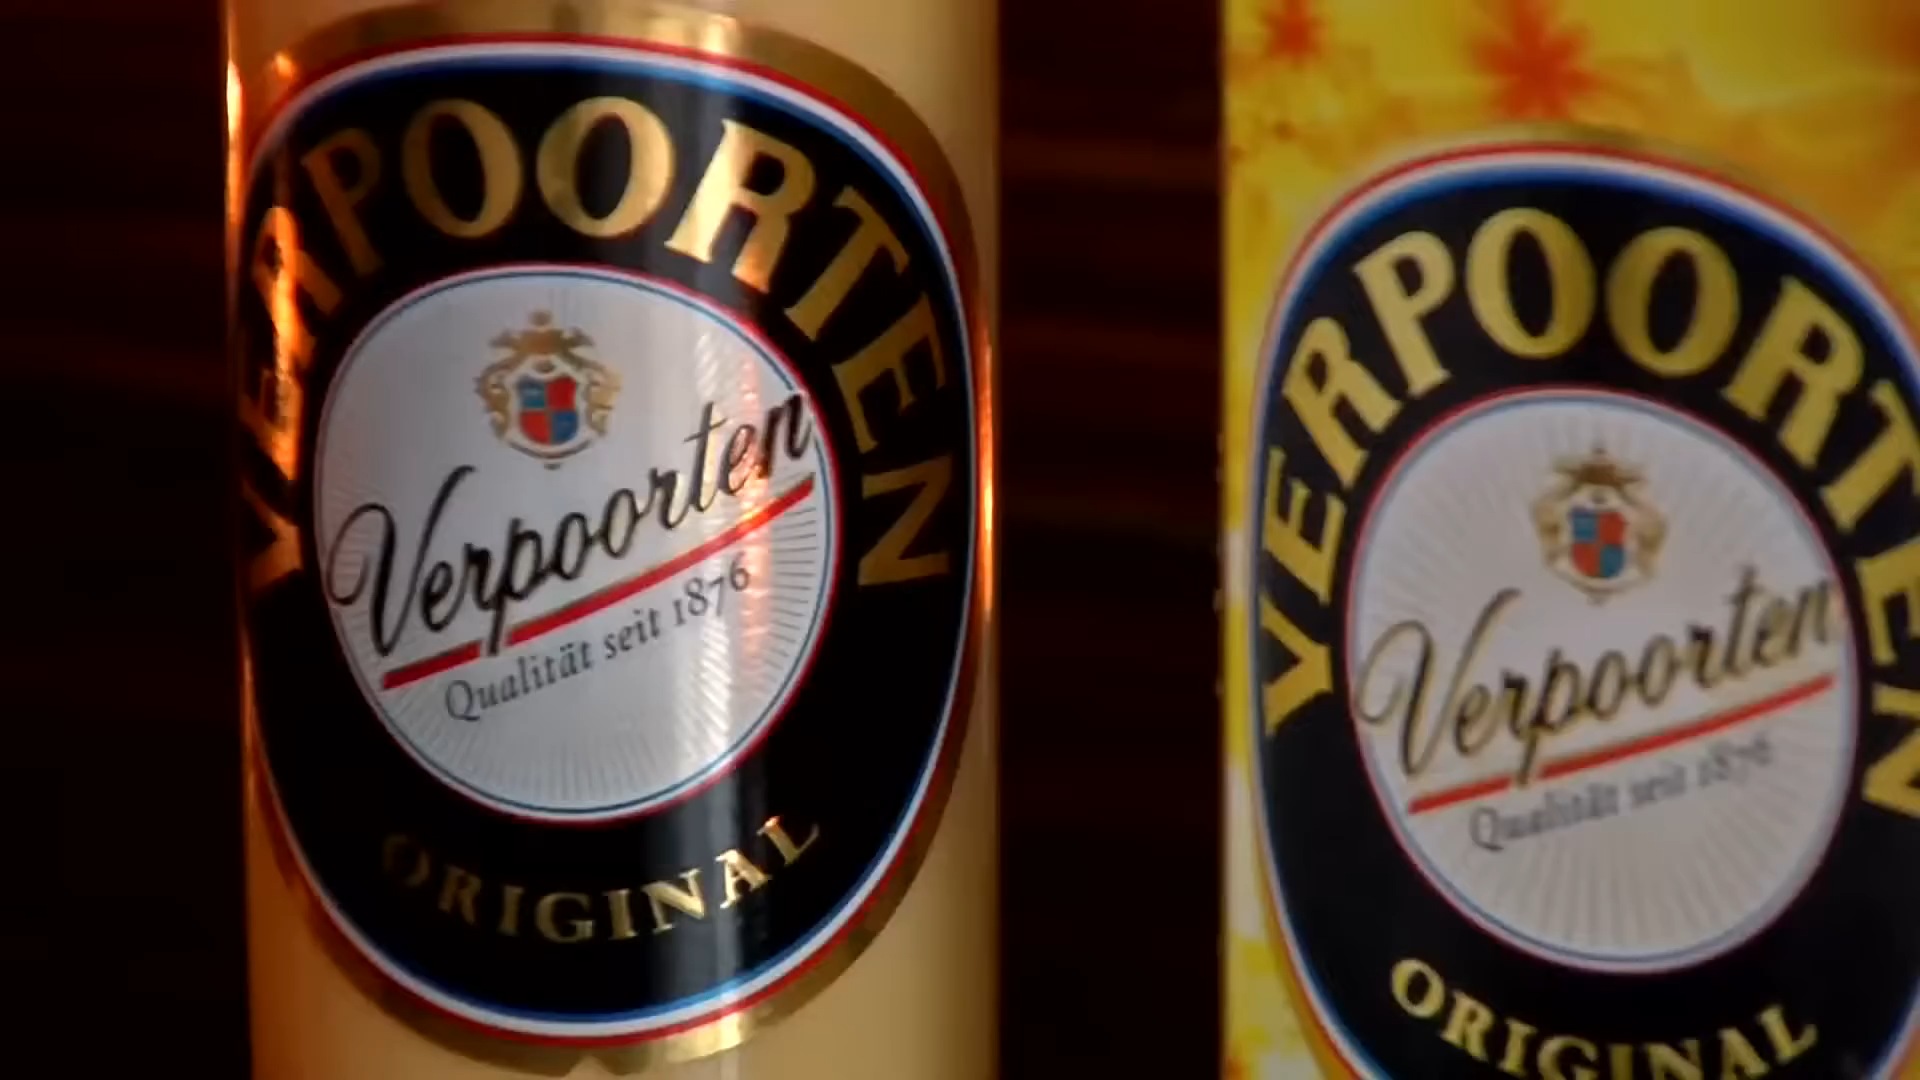 VERPOORTEN
Verpoorten
Qualität seit 1876
ORIGINAL
VERPOORTEN
Verpoorten
Qualität seit 1876
ORIGINAL